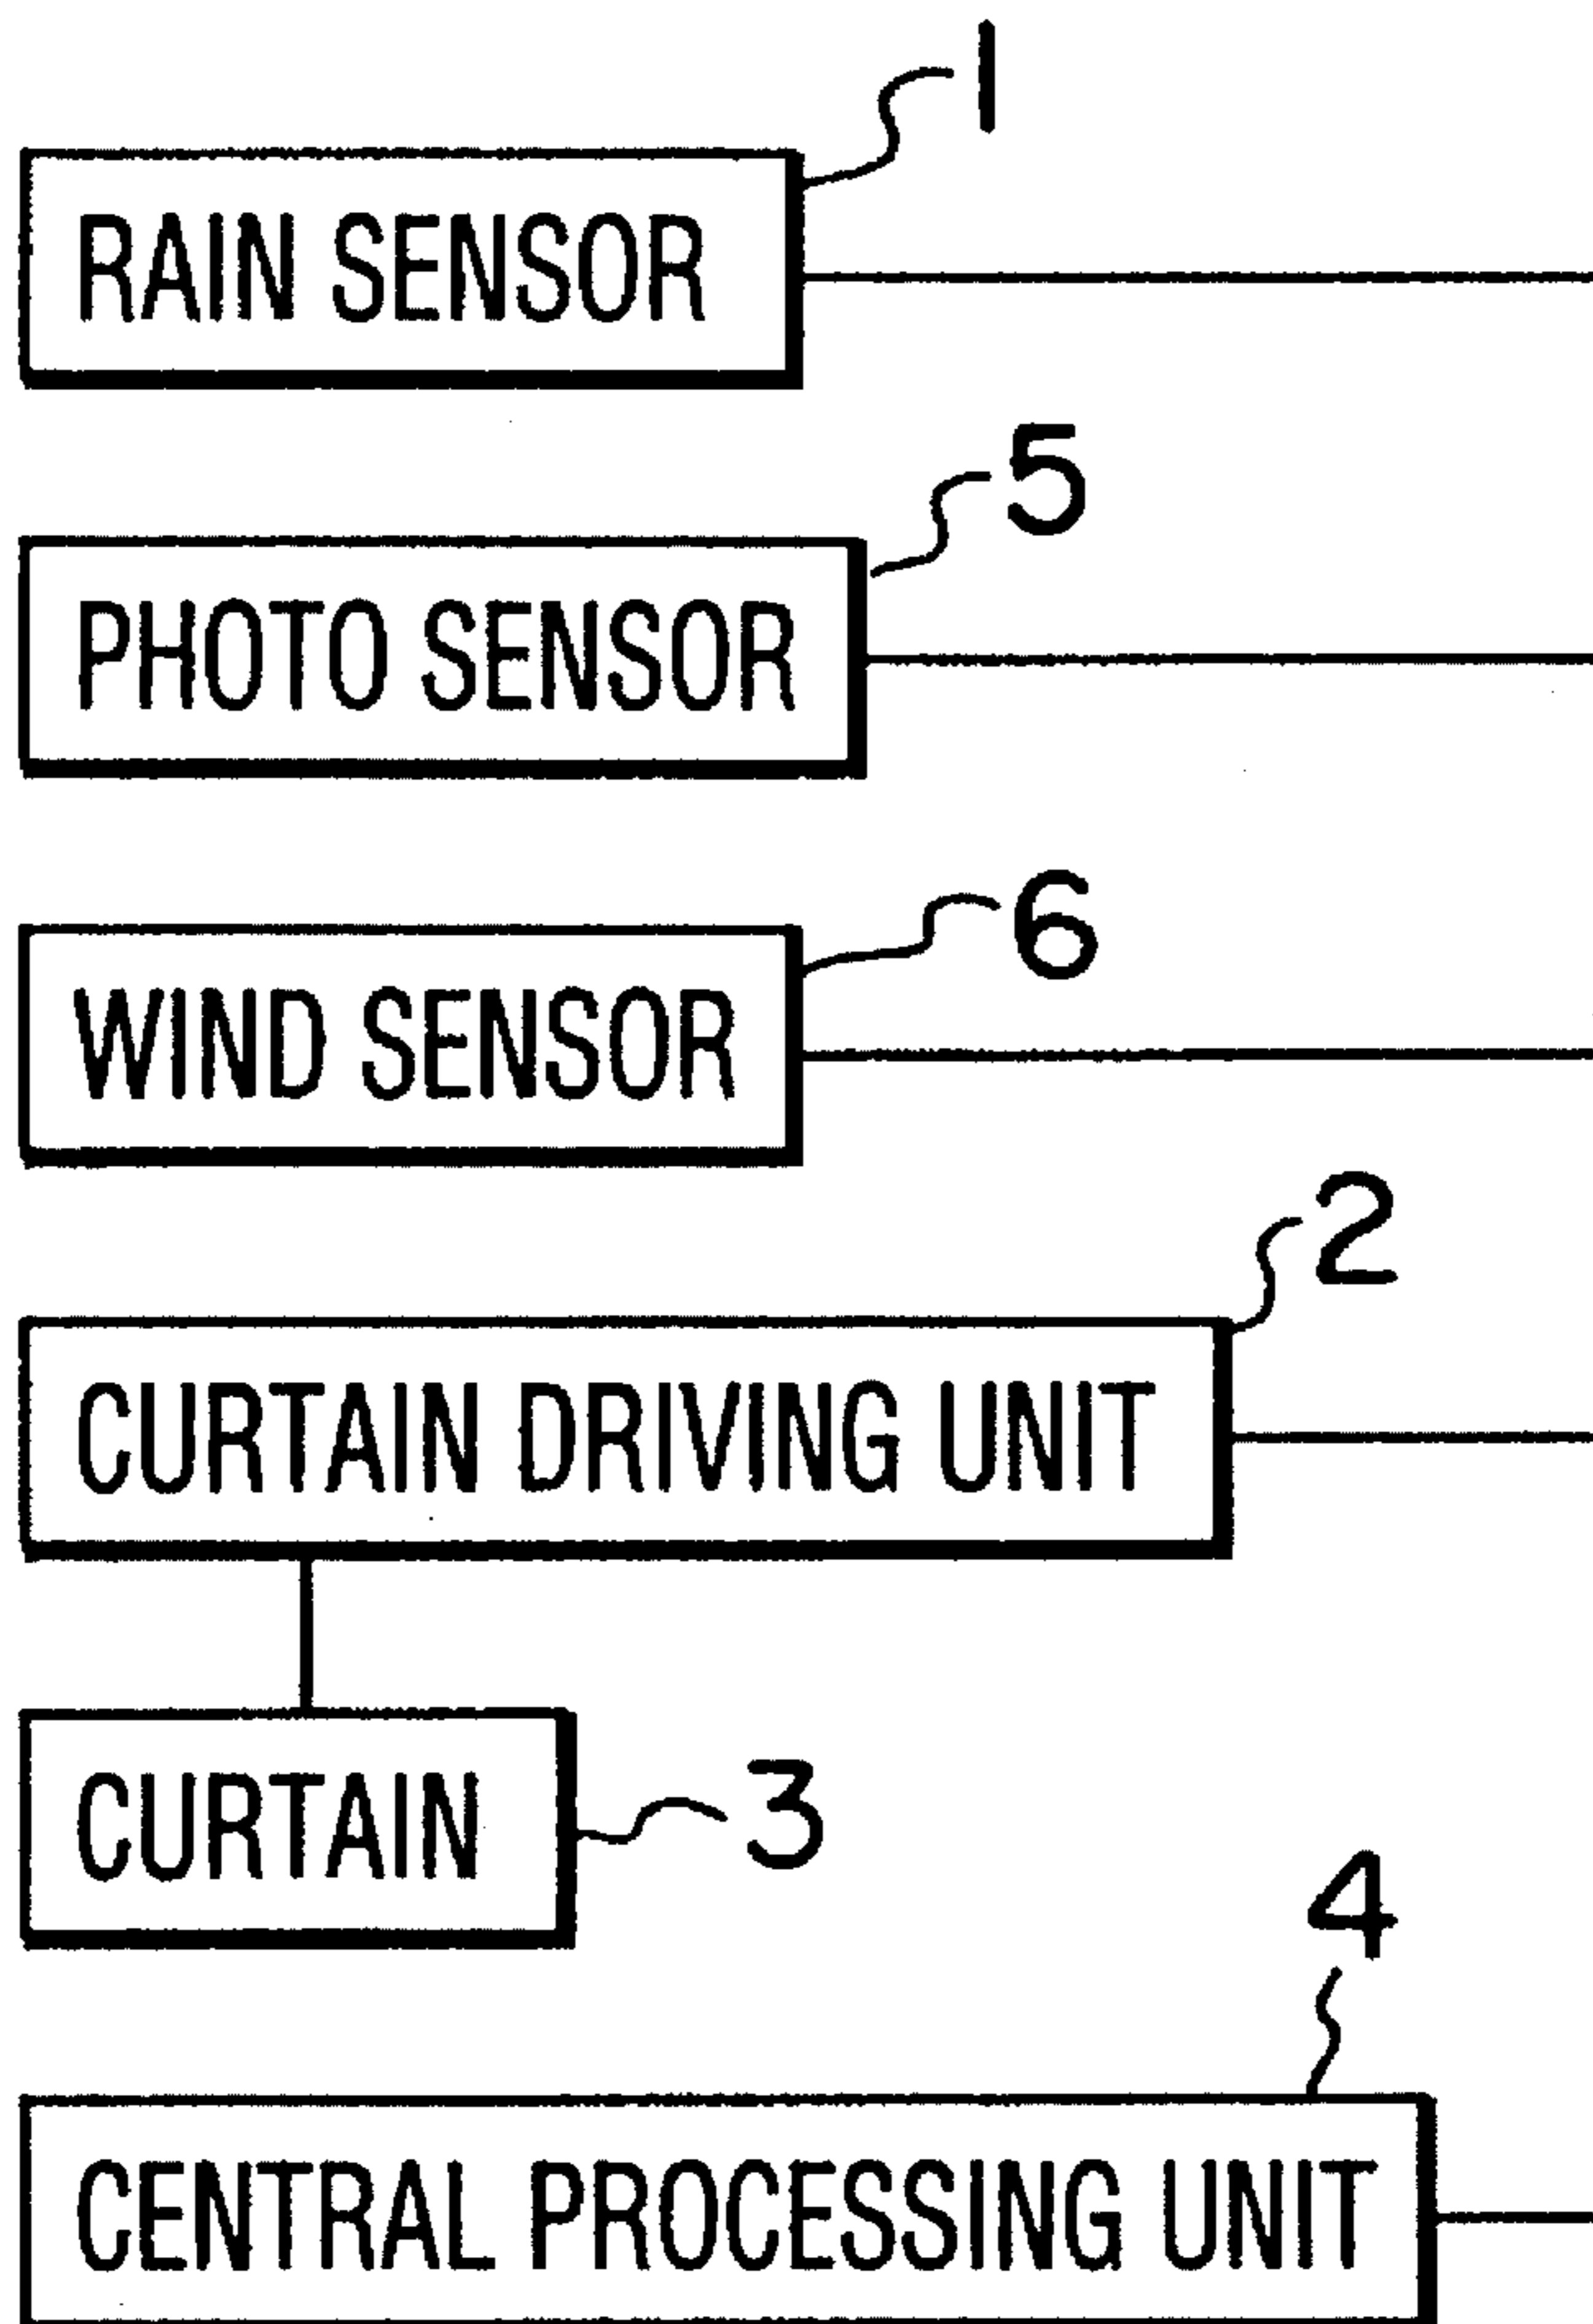 1
RAIN SENSOR
5
PHOTO SENSOR
6
WIND SENSOR
2
CURTAIN DRIVING UNIT
CURTAIN
3
4
CENTRAL PROCESSING UNIT